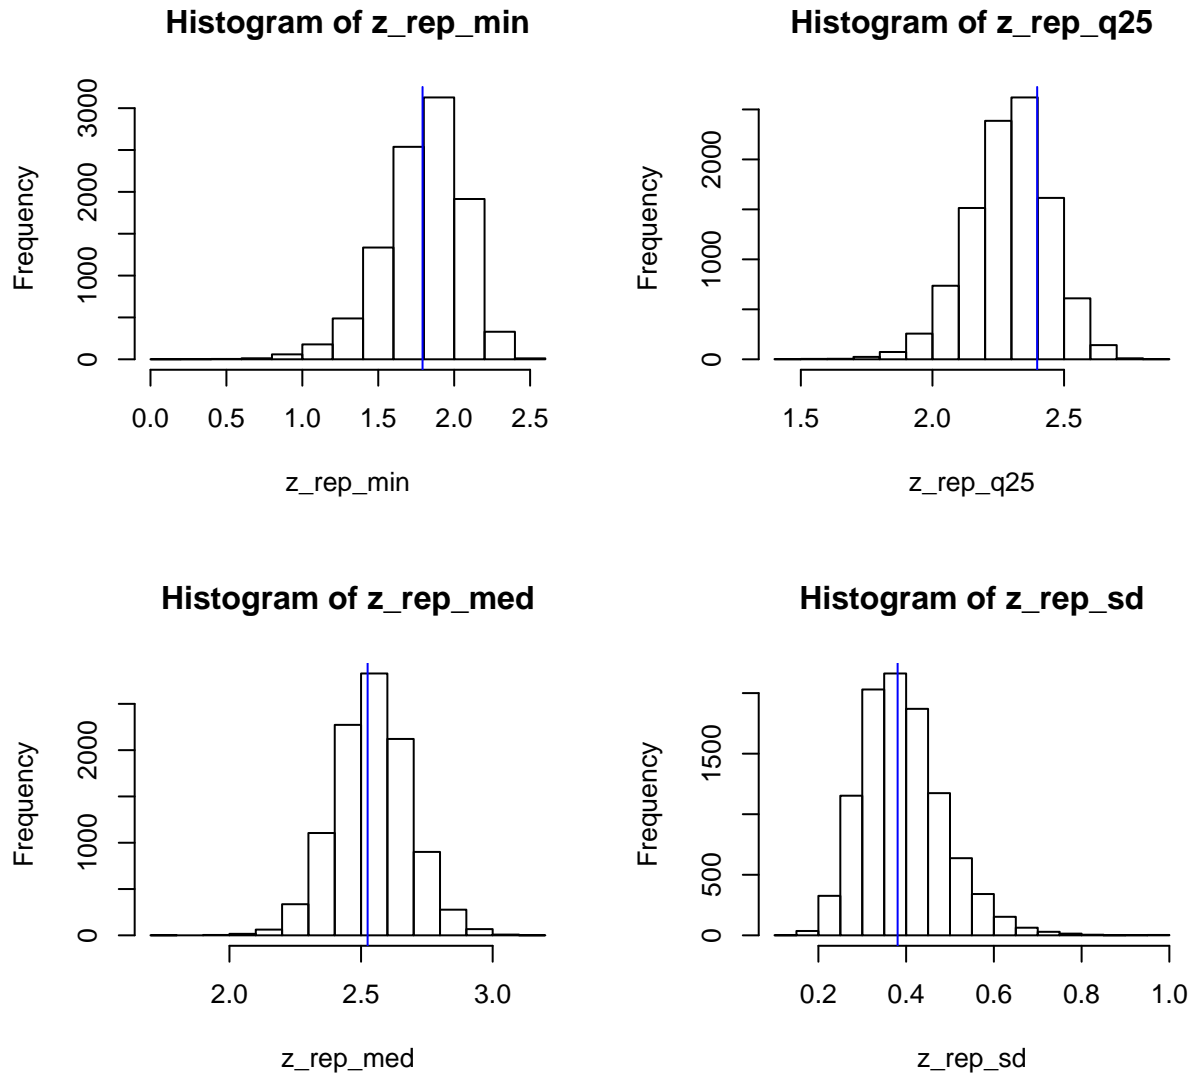 Histogram of z_rep_min
Frequency
0 1000 2000 3000
0.0 0.5 1.0 1.5 2.0 2.5
z_rep_min
Histogram of z_rep_q25
Frequency
0 1000 2000
1.5 2.0 2.5
z_rep_q25
Histogram of z_rep_med
Frequency
0 1000 2000
2.0 2.5 3.0
z_rep_med
Histogram of z_rep_sd
Frequency
0 500 1500
0.2 0.4 0.6 0.8 1.0
z_rep_sd